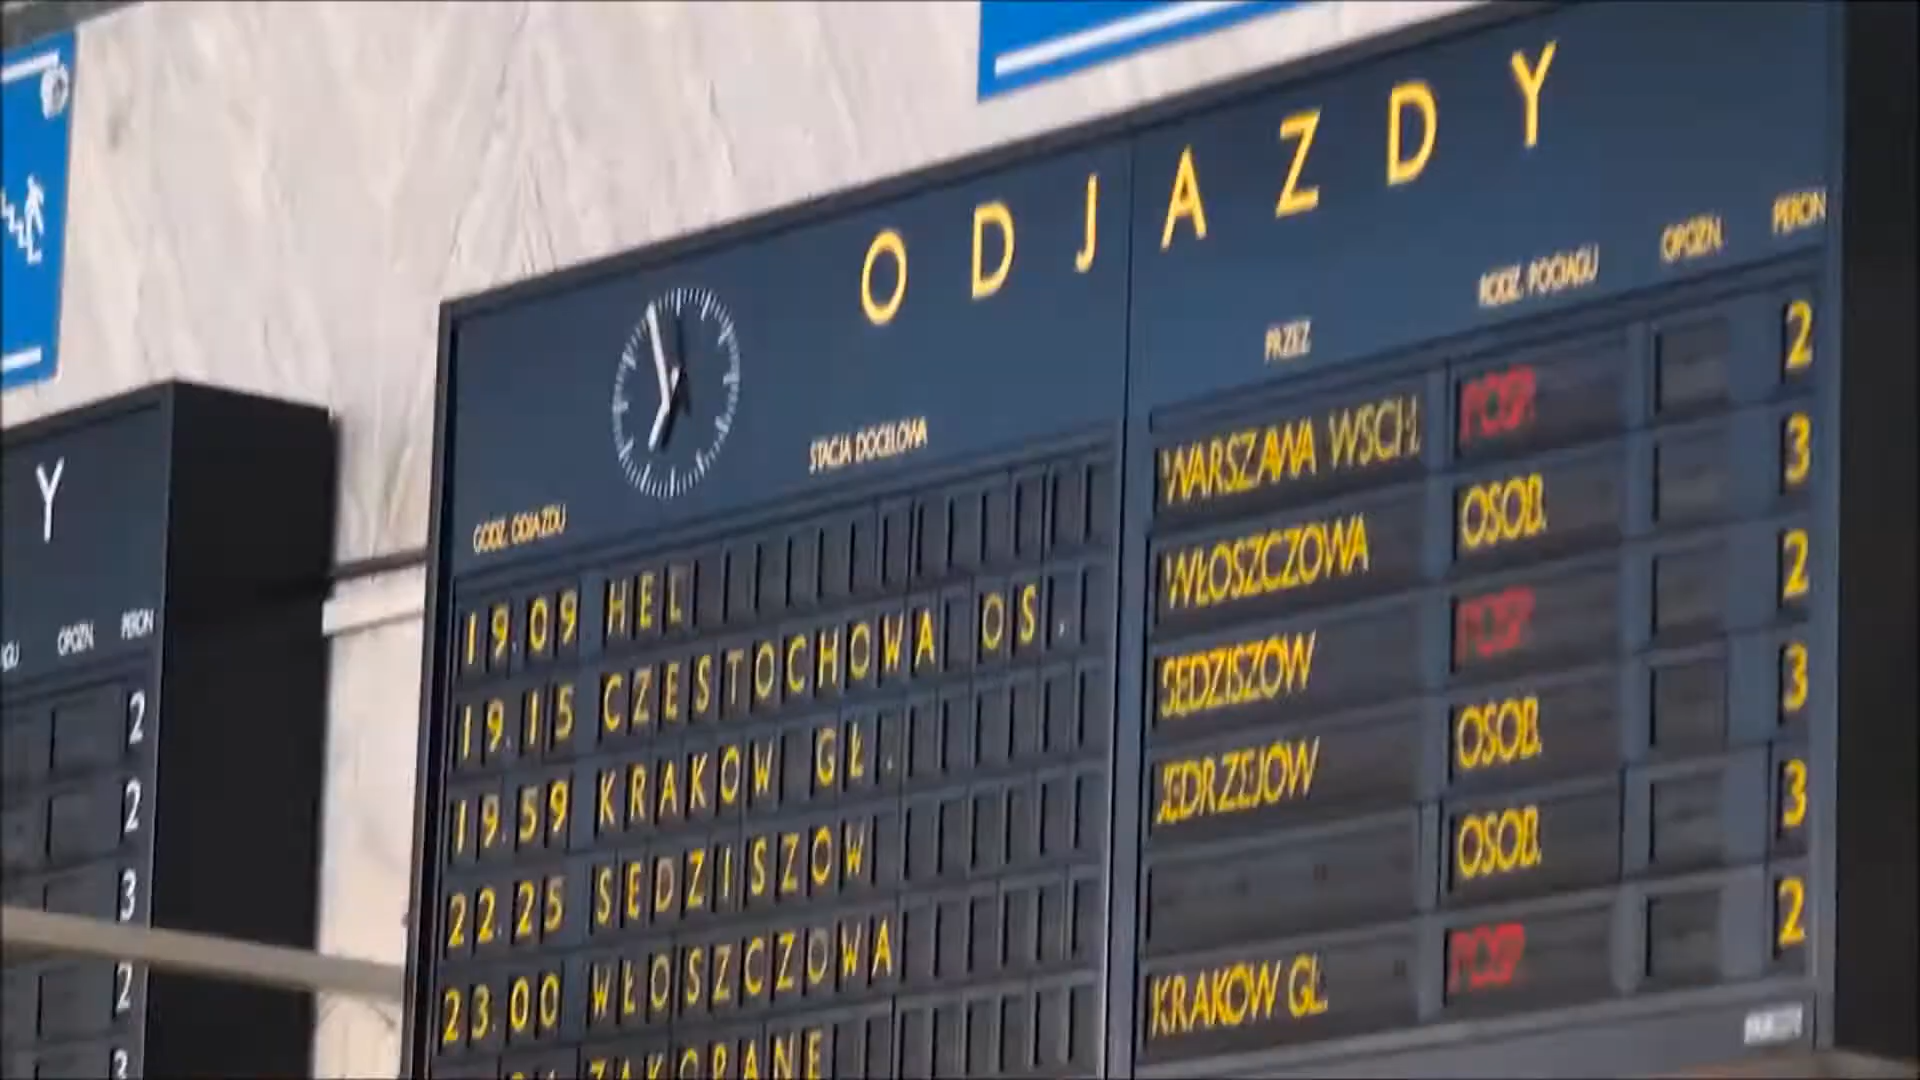 ODJAZDY
GODZ. ODJAZDU STACJA DOCELOWA PRZEZ RODZ. POCIĄGU OPÓŹN. PERON
19.09 HEL WARSZAWA WSCH. POSP. 2
19.15 CZESTOCHOWA OS. WŁOSZCZOWA OSOB. 3
19.59 KRAKOW GŁ. SEDZISZOW POSP. 2
22.25 SEDZISZOW JEDRZEJOW OSOB. 3
23.00 WŁOSZCZOWA OSOB. 3
ZAKOPANE KRAKOW GŁ. POSP. 2
Y
OPÓŹN. PERON
2
2
3
2
3